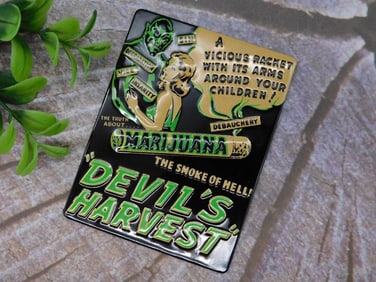 A
VICIOUS RACKET
WITH ITS ARMS
AROUND YOUR
CHILDREN!
DEBAUCHERY
THE TRUTH
ABOUT
MARIJUANA
THE SMOKE OF HELL!
"DEVIL'S
HARVEST"